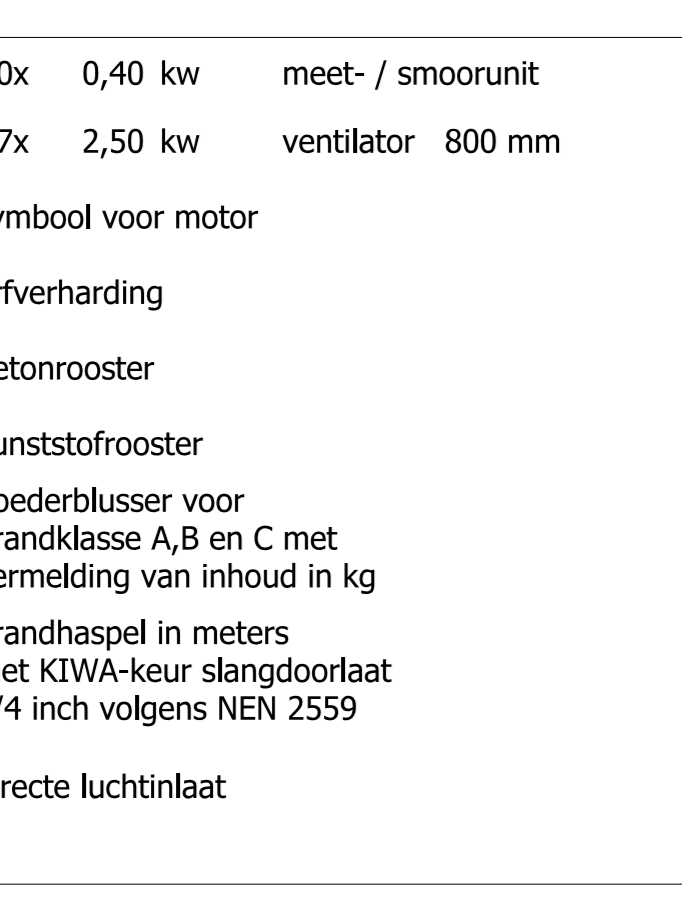 0x 0,40 kw meet- / smoorunit
7x 2,50 kw ventilator 800 mm
ymbool voor motor
rfverharding
etonrooster
unststofrooster
oederblusser voor
randklasse A,B en C met
ermelding van inhoud in kg
randhaspel in meters
et KIWA-keur slangdoorlaat
/4 inch volgens NEN 2559
recte luchtinlaat